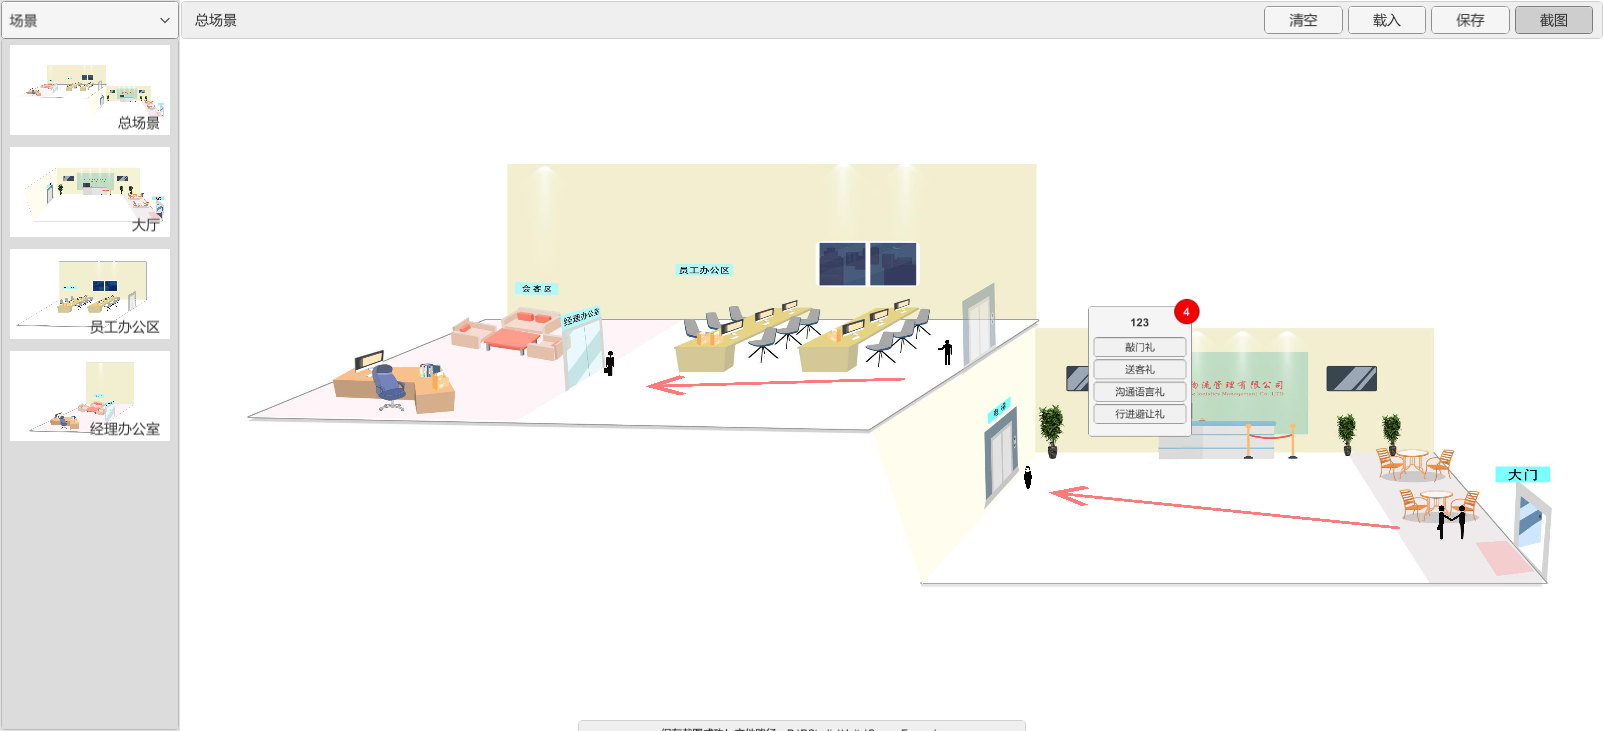 场景
总场景
清空
载入
保存
截图
总场景
大厅
员工办公区
经理办公室
员工办公区
会客区
经理办公室
123
4
敲门礼
送客礼
沟通语言礼
行进避让礼
物流管理有限公司
大门